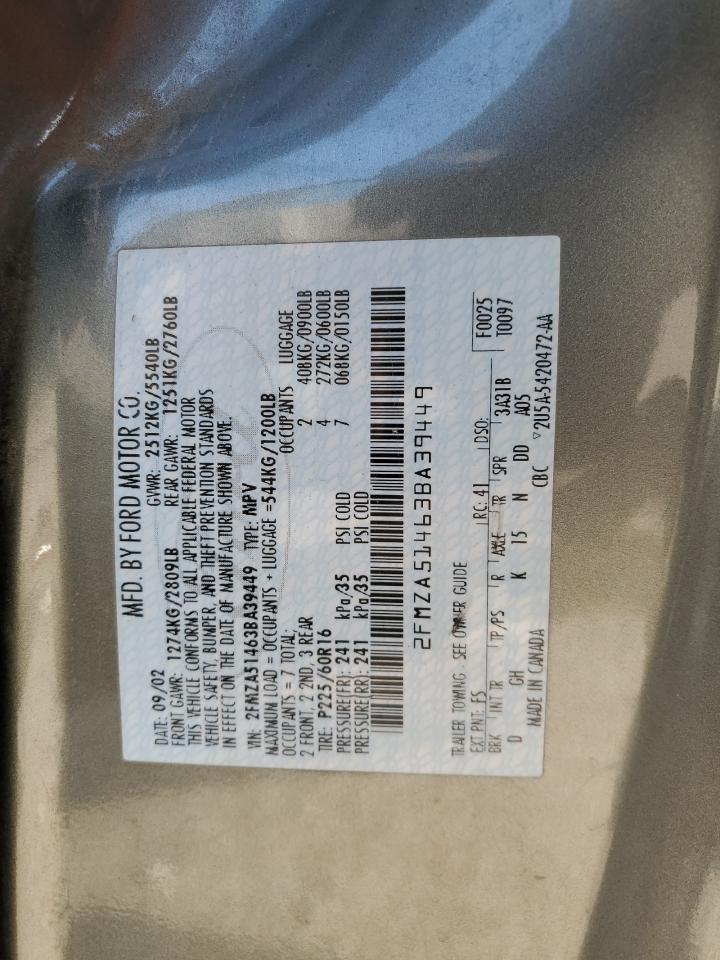 MFD. BY FORD MOTOR CO.
DATE: 09/02 GVWR: 2512KG/5540LB
FRONT GAWR: 1274KG/2809LB REAR GAWR: 1251KG/2760LB
THIS VEHICLE CONFORMS TO ALL APPLICABLE FEDERAL MOTOR
VEHICLE SAFETY, BUMPER, AND THEFT PREVENTION STANDARDS
IN EFFECT ON THE DATE OF MANUFACTURE SHOWN ABOVE.
VIN: 2FMZA51463BA39449 TYPE: MPV
MAXIMUM LOAD = OCCUPANTS + LUGGAGE =544KG/1200LB
OCCUPANTS = 7 TOTAL: OCCUPANTS LUGGAGE
2 FRONT, 2 2ND, 3 REAR 2 408KG/0900LB
TIRE: P225/60R16 4 272KG/0600LB
PRESSURE(FR): 241 kPa/35 PSI COLD 7 068KG/0150LB
PRESSURE(RR): 241 kPa/35 PSI COLD
2FMZA51463BA39449
TRAILER TOWING - SEE OWNER GUIDE
EXT PNT: FS RC: 41 DSO: F0025
BRK INT TR TP/PS R AXLE TR SPR 3A31B T0097
D GH K 15 N DD A05
MADE IN CANADA CBC ▽2U5A-5420472-AA